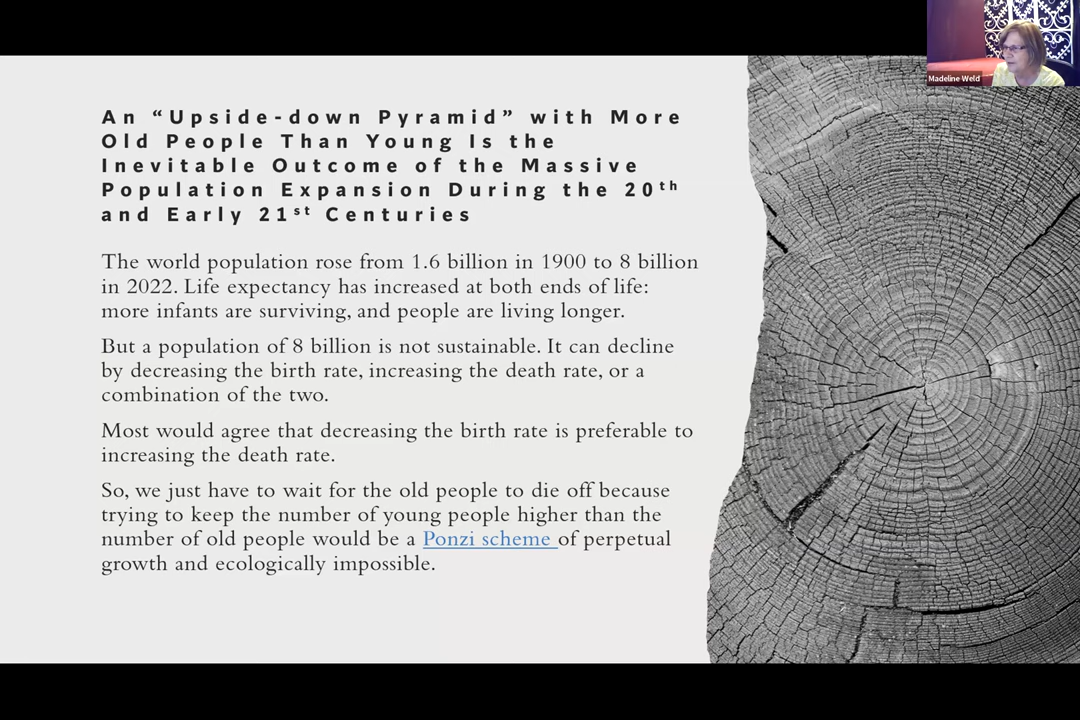 An “Upside-down Pyramid” with More
Old People Than Young Is the
Inevitable Outcome of the Massive
Population Expansion During the 20th
and Early 21st Centuries
The world population rose from 1.6 billion in 1900 to 8 billion
in 2022. Life expectancy has increased at both ends of life:
more infants are surviving, and people are living longer.
But a population of 8 billion is not sustainable. It can decline
by decreasing the birth rate, increasing the death rate, or a
combination of the two.
Most would agree that decreasing the birth rate is preferable to
increasing the death rate.
So, we just have to wait for the old people to die off because
trying to keep the number of young people higher than the
number of old people would be a Ponzi scheme of perpetual
growth and ecologically impossible.
Madeline Weld